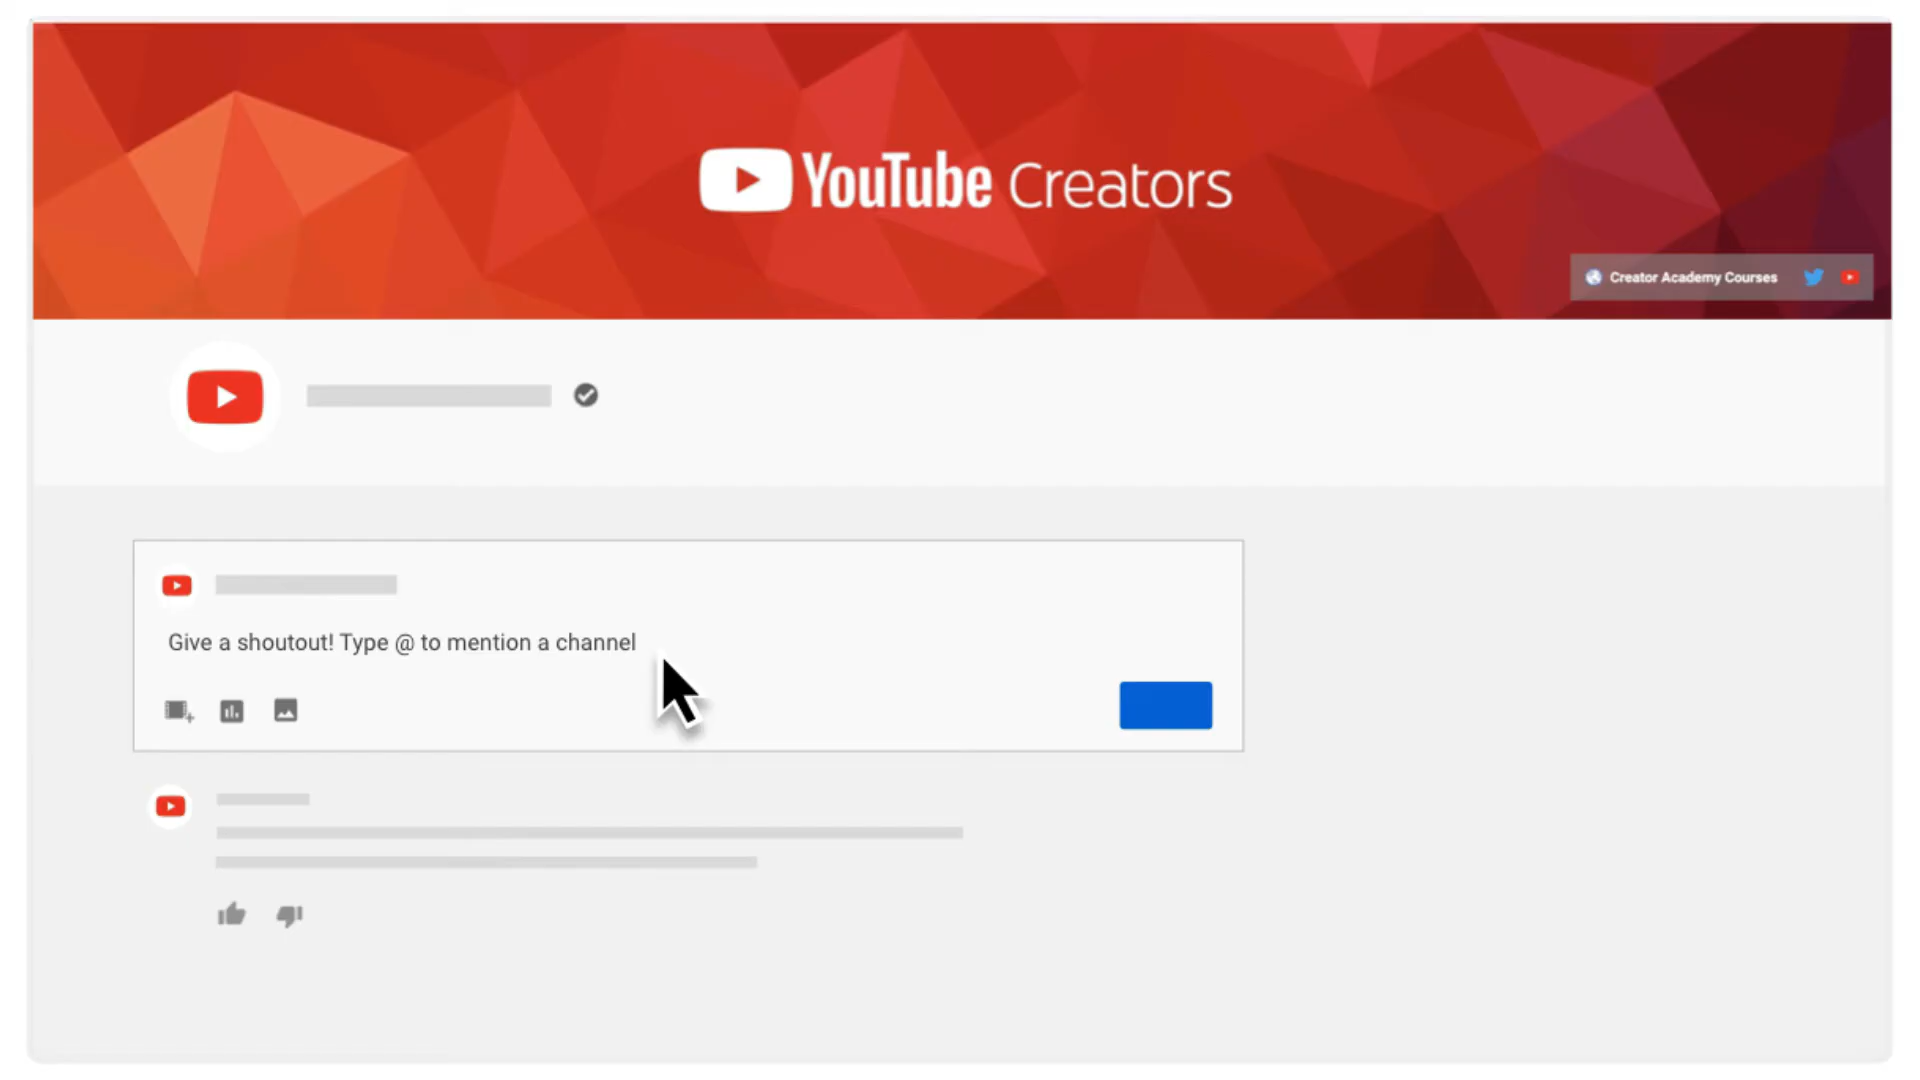 YouTube Creators
Creator Academy Courses
Give a shoutout! Type @ to mention a channel